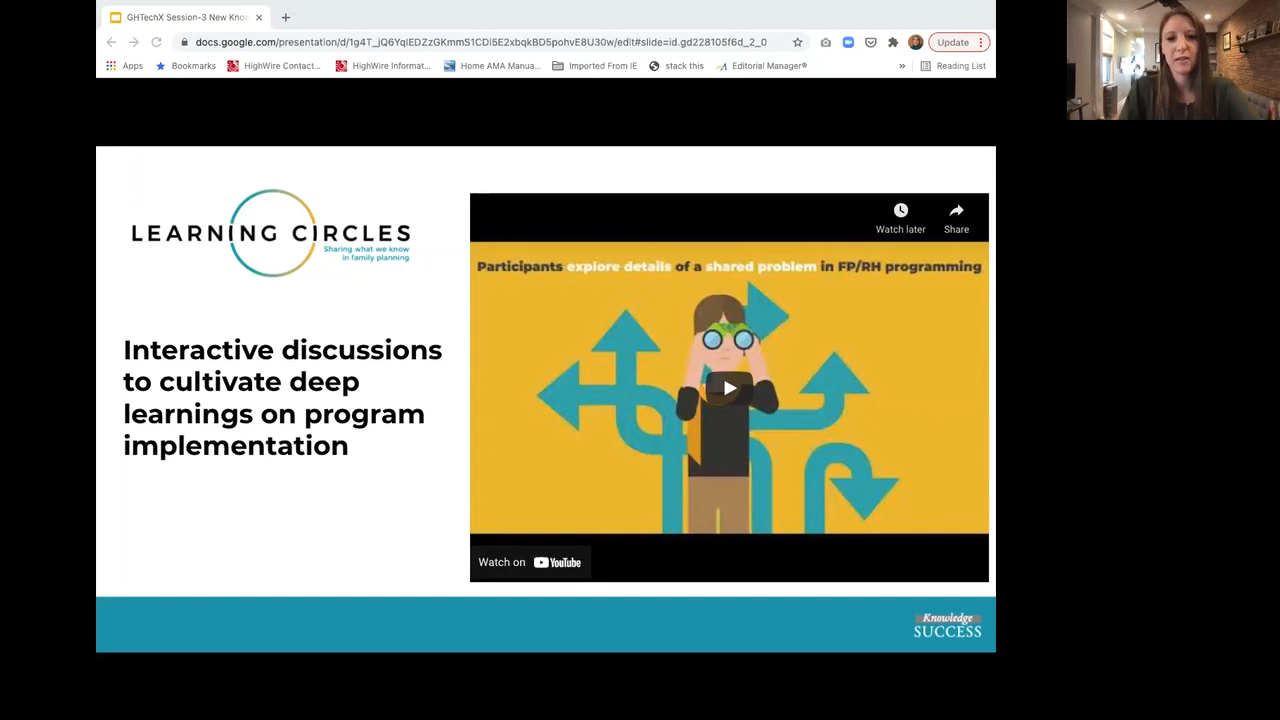 GHTechX Session-3 New Know
docs.google.com/presentation/d/1g4T_jQ6YqlEDZzGKmmS1CDi5E2xbqkBD5pohvE8U30w/edit#slide=id.gd228105f6d_2_0
Update
Apps
Bookmarks
HighWire Contact...
HighWire Informat...
Home AMA Manua...
Imported From IE
stack this
Editorial Manager®
»
Reading List
LEARNING CIRCLES
Sharing what we know
in family planning
Interactive discussions
to cultivate deep
learnings on program
implementation
Watch later
Share
Participants explore details of a shared problem in FP/RH programming
Watch on YouTube
Knowledge
SUCCESS